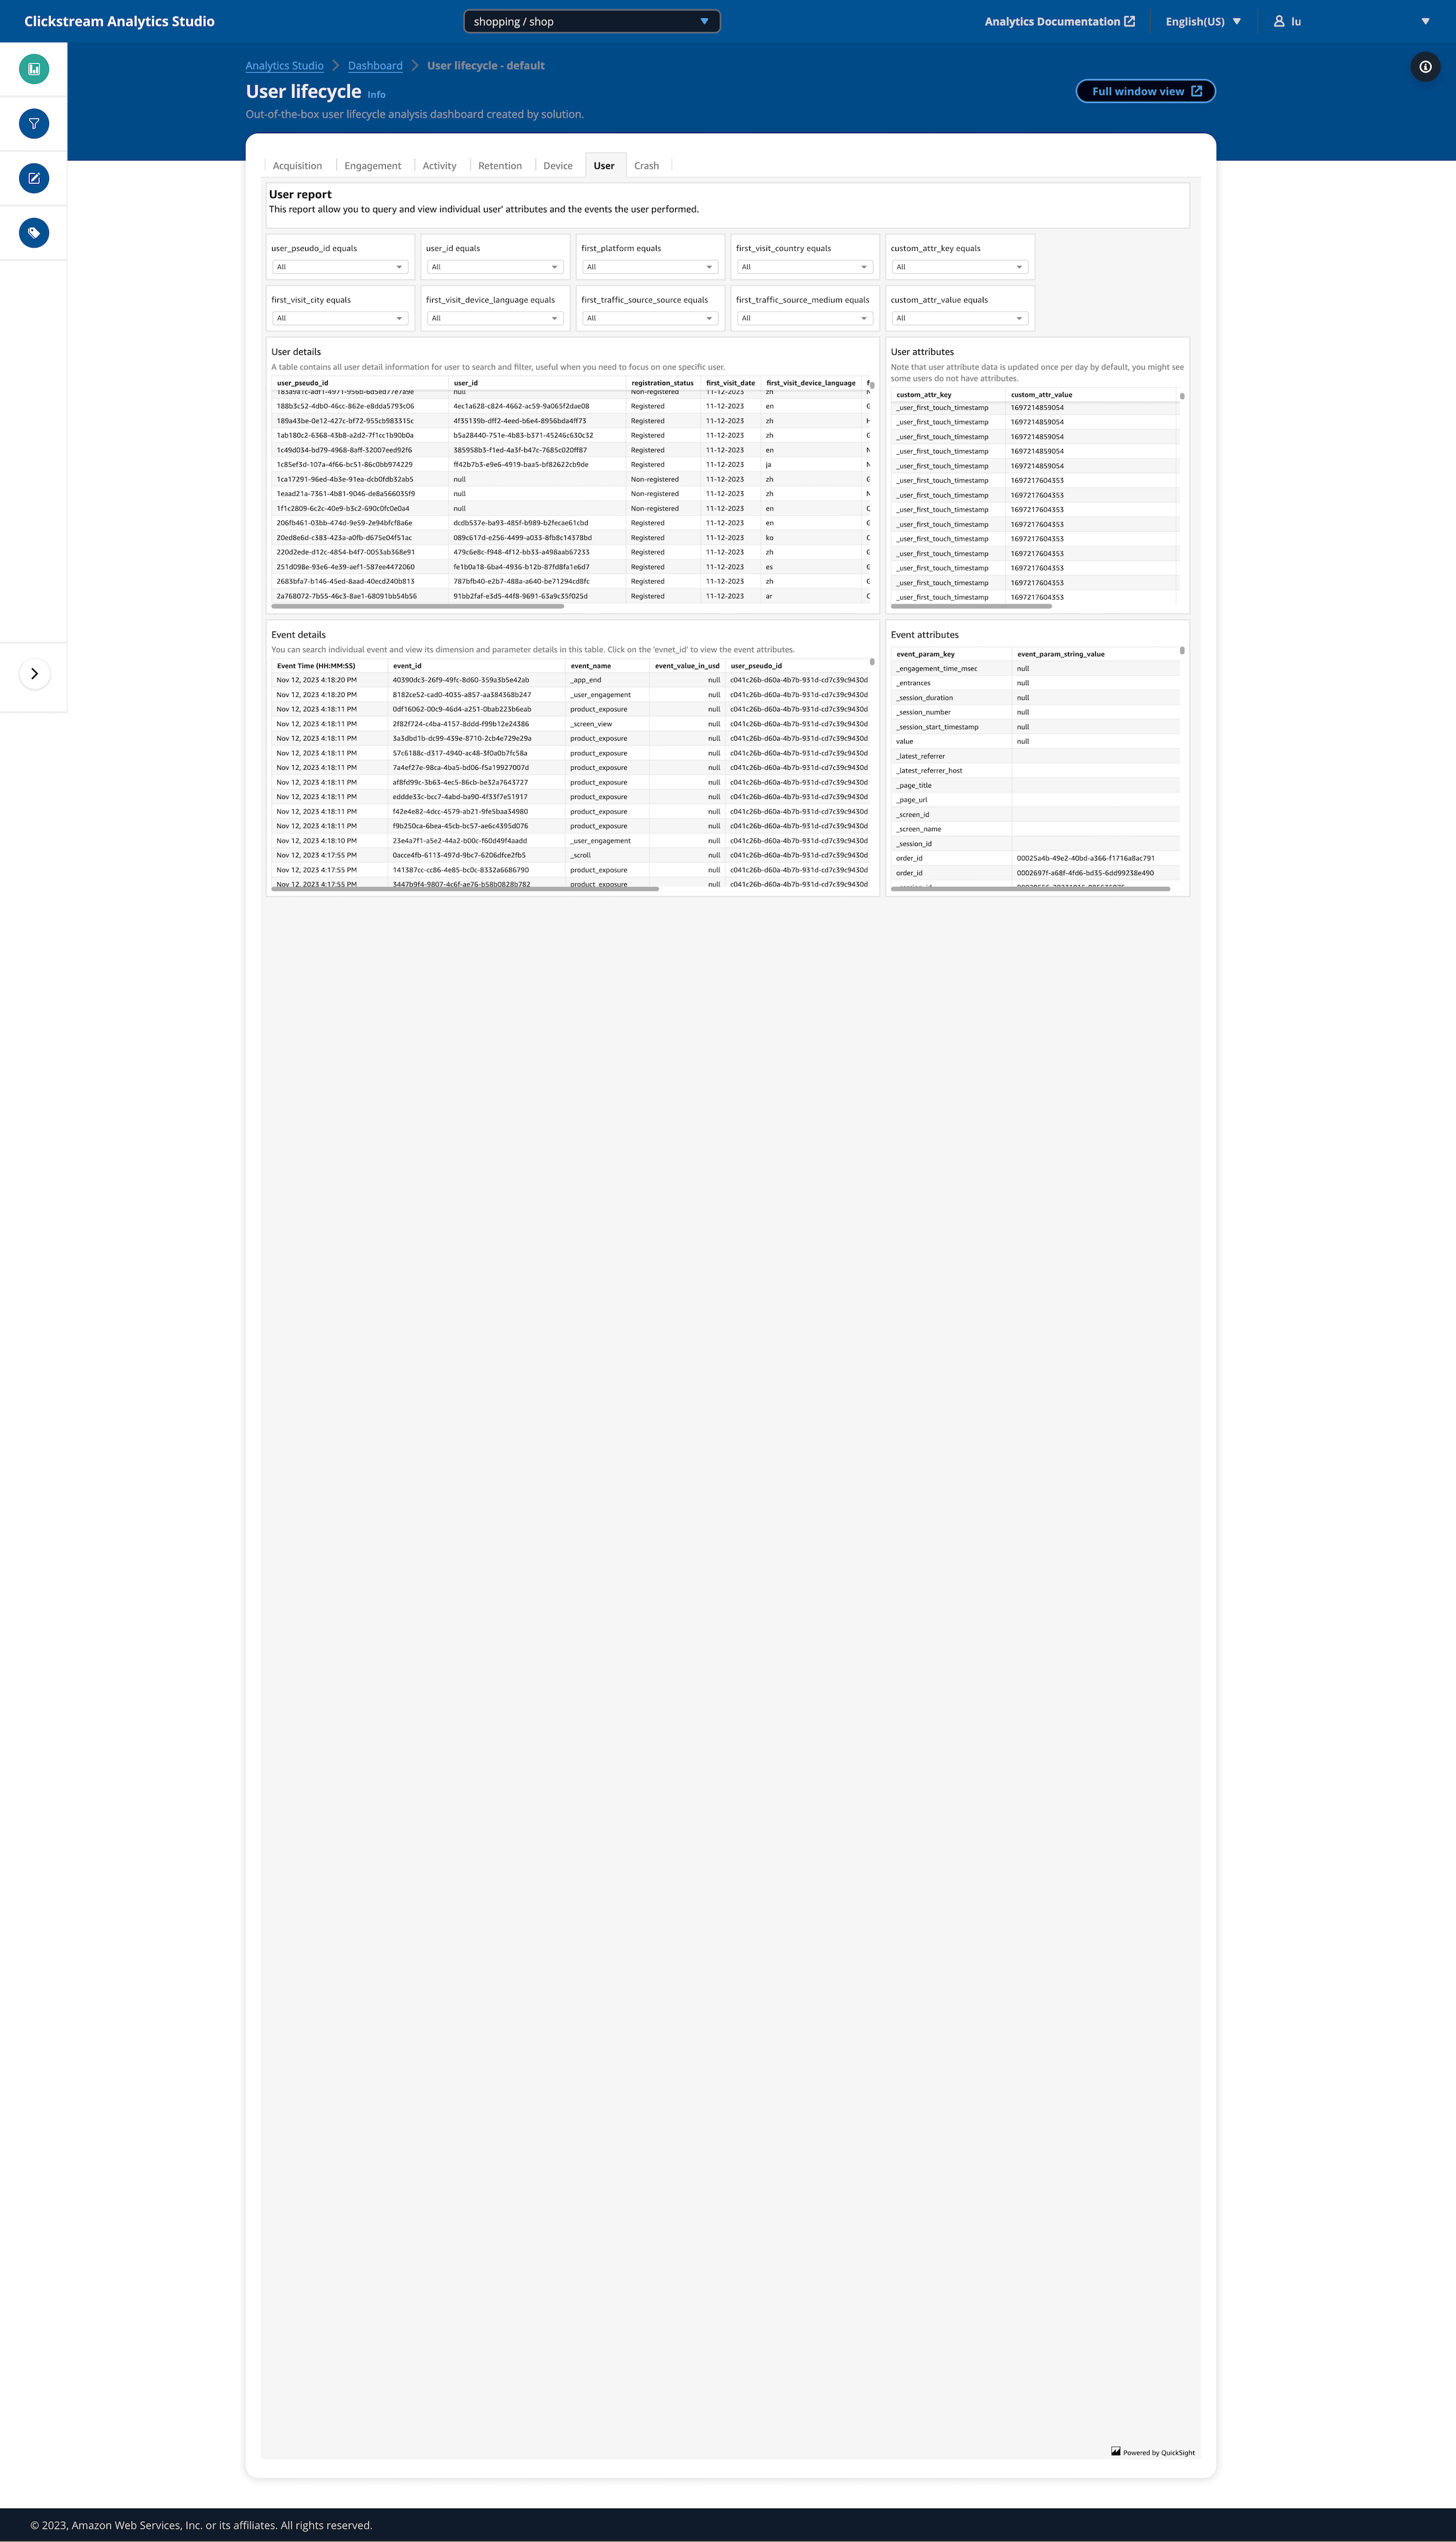 Clickstream Analytics Studio
shopping / shop
Analytics Documentation
English(US)
lu
Analytics Studio > Dashboard > User lifecycle - default
User lifecycle Info
Full window view
Out-of-the-box user lifecycle analysis dashboard created by solution.
Acquisition Engagement Activity Retention Device User Crash
User report
This report allow you to query and view individual user' attributes and the events the user performed.
user_pseudo_id equals
All
user_id equals
All
first_platform equals
All
first_visit_country equals
All
custom_attr_key equals
All
first_visit_city equals
All
first_visit_device_language equals
All
first_traffic_source_source equals
All
first_traffic_source_medium equals
All
custom_attr_value equals
All
User details
A table contains all user detail information for user to search and filter, useful when you need to focus on one specific user.
user_pseudo_id user_id registration_status first_visit_date first_visit_device_language f
null Non-registered 11-12-2023 zh
188b3c52-4db0-46cc-862e-e8dda5793c06 4ec1a628-c824-4662-ac59-9a065f2dae08 Registered 11-12-2023 en
189a43be-0e12-427c-bf72-955cb983315c 4f35139b-dff2-4eed-b6e4-8956bda4ff73 Registered 11-12-2023 zh
1ab180c2-6368-43b8-a2d2-7f1cc1b90b0a b5a28440-751e-4b83-b371-45246c630c32 Registered 11-12-2023 zh
1c49d034-bd79-4968-8aff-32007eed92f6 385958b3-f1ed-4a3f-b47c-7685c020ff87 Registered 11-12-2023 en
1c85ef3d-107a-4f66-bc51-86c0bb974229 ff42b7b3-e9e6-4919-baa5-bf82622cb9de Registered 11-12-2023 ja
1ca17291-96ed-4b3e-91ea-dcb0fdb32ab5 null Non-registered 11-12-2023 zh
1eaad21a-7361-4b81-9046-de8a566035f9 null Non-registered 11-12-2023 zh
1f1c2809-6c2c-40e9-b3c2-690c0fc0e0a4 null Non-registered 11-12-2023 en
206fb461-03bb-474d-9e59-2e94bfcf8a6e dcdb537e-ba93-485f-b989-b2fecae61cbd Registered 11-12-2023 en
20ed8e6d-c383-423a-a0fb-d675e04f51ac 089c617d-e256-4499-a033-8fb8c14378bd Registered 11-12-2023 ko
220d2ede-d12c-4854-b4f7-0053ab368e91 479c6e8c-f948-4f12-bb33-a498aab67233 Registered 11-12-2023 zh
251d098e-93e6-4e39-aef1-587ee4472060 fe1b0a18-6ba4-4936-b12b-87fd8fa1e6d7 Registered 11-12-2023 es
2683bfa7-b146-45ed-8aad-40ecd240b813 787bfb40-e2b7-488a-a640-be71294cd8fc Registered 11-12-2023 zh
2a768072-7b55-46c3-8ae1-68091bb54b56 91bb2faf-e3d5-44f8-9691-63a9c35f025d Registered 11-12-2023 ar
User attributes
Note that user attribute data is updated once per day by default, you might see
some users do not have attributes.
custom_attr_key custom_attr_value
_user_first_touch_timestamp 1697214859054
_user_first_touch_timestamp 1697214859054
_user_first_touch_timestamp 1697214859054
_user_first_touch_timestamp 1697214859054
_user_first_touch_timestamp 1697214859054
_user_first_touch_timestamp 1697217604353
_user_first_touch_timestamp 1697217604353
_user_first_touch_timestamp 1697217604353
_user_first_touch_timestamp 1697217604353
_user_first_touch_timestamp 1697217604353
_user_first_touch_timestamp 1697217604353
_user_first_touch_timestamp 1697217604353
_user_first_touch_timestamp 1697217604353
_user_first_touch_timestamp 1697217604353
Event details
You can search individual event and view its dimension and parameter details in this table. Click on the 'evnet_id' to view the event attributes.
Event Time (HH:MM:SS) event_id event_name event_value_in_usd user_pseudo_id
Nov 12, 2023 4:18:20 PM 40390dc3-26f9-49fc-8d60-359a3b5e42ab _app_end null c041c26b-d60a-4b7b-931d-cd7c39c9430d
Nov 12, 2023 4:18:20 PM 8182ce52-cad0-4035-a857-aa384368b247 _user_engagement null c041c26b-d60a-4b7b-931d-cd7c39c9430d
Nov 12, 2023 4:18:11 PM 0df16062-00c9-46d4-a251-0bab223b6eab product_exposure null c041c26b-d60a-4b7b-931d-cd7c39c9430d
Nov 12, 2023 4:18:11 PM 2f82f724-c4ba-4157-8ddd-f99b12e24386 _screen_view null c041c26b-d60a-4b7b-931d-cd7c39c9430d
Nov 12, 2023 4:18:11 PM 3a3dbd1b-dc99-439e-8710-2cb4e729e29a product_exposure null c041c26b-d60a-4b7b-931d-cd7c39c9430d
Nov 12, 2023 4:18:11 PM 57c6188c-d317-4940-ac48-3f0a0b7fc58a product_exposure null c041c26b-d60a-4b7b-931d-cd7c39c9430d
Nov 12, 2023 4:18:11 PM 7a4ef27e-98ca-4ba5-bd06-f5a19927007d product_exposure null c041c26b-d60a-4b7b-931d-cd7c39c9430d
Nov 12, 2023 4:18:11 PM af8fd99c-3b63-4ec5-86cb-be32a7643727 product_exposure null c041c26b-d60a-4b7b-931d-cd7c39c9430d
Nov 12, 2023 4:18:11 PM eddde33c-bcc7-4abd-ba90-4f33f7e51917 product_exposure null c041c26b-d60a-4b7b-931d-cd7c39c9430d
Nov 12, 2023 4:18:11 PM f42e4e82-4dcc-4579-ab21-9fe5baa34980 product_exposure null c041c26b-d60a-4b7b-931d-cd7c39c9430d
Nov 12, 2023 4:18:11 PM f9b250ca-6bea-45cb-bc57-ae6c4395d076 product_exposure null c041c26b-d60a-4b7b-931d-cd7c39c9430d
Nov 12, 2023 4:18:10 PM 23e4a7f1-a5e2-44a2-b00c-f60d49f4aadd _user_engagement null c041c26b-d60a-4b7b-931d-cd7c39c9430d
Nov 12, 2023 4:17:55 PM 0acce4fb-6113-497d-9bc7-6206dfce2fb5 _scroll null c041c26b-d60a-4b7b-931d-cd7c39c9430d
Nov 12, 2023 4:17:55 PM 141387cc-cc86-4e85-bc0c-8332a6686790 product_exposure null c041c26b-d60a-4b7b-931d-cd7c39c9430d
Nov 12, 2023 4:17:55 PM 3447b9f4-9807-4c6f-ae76-b58b0828b782 product_exposure null c041c26b-d60a-4b7b-931d-cd7c39c9430d
Event attributes
event_param_key event_param_string_value
_engagement_time_msec null
_entrances null
_session_duration null
_session_number null
_session_start_timestamp null
value null
_latest_referrer
_latest_referrer_host
_page_title
_page_url
_screen_id
_screen_name
_session_id
order_id 00025a4b-49e2-40bd-a366-f1716a8ac791
order_id 0002697f-a68f-4fd6-bd35-6dd99238e490
Powered by QuickSight
© 2023, Amazon Web Services, Inc. or its affiliates. All rights reserved.